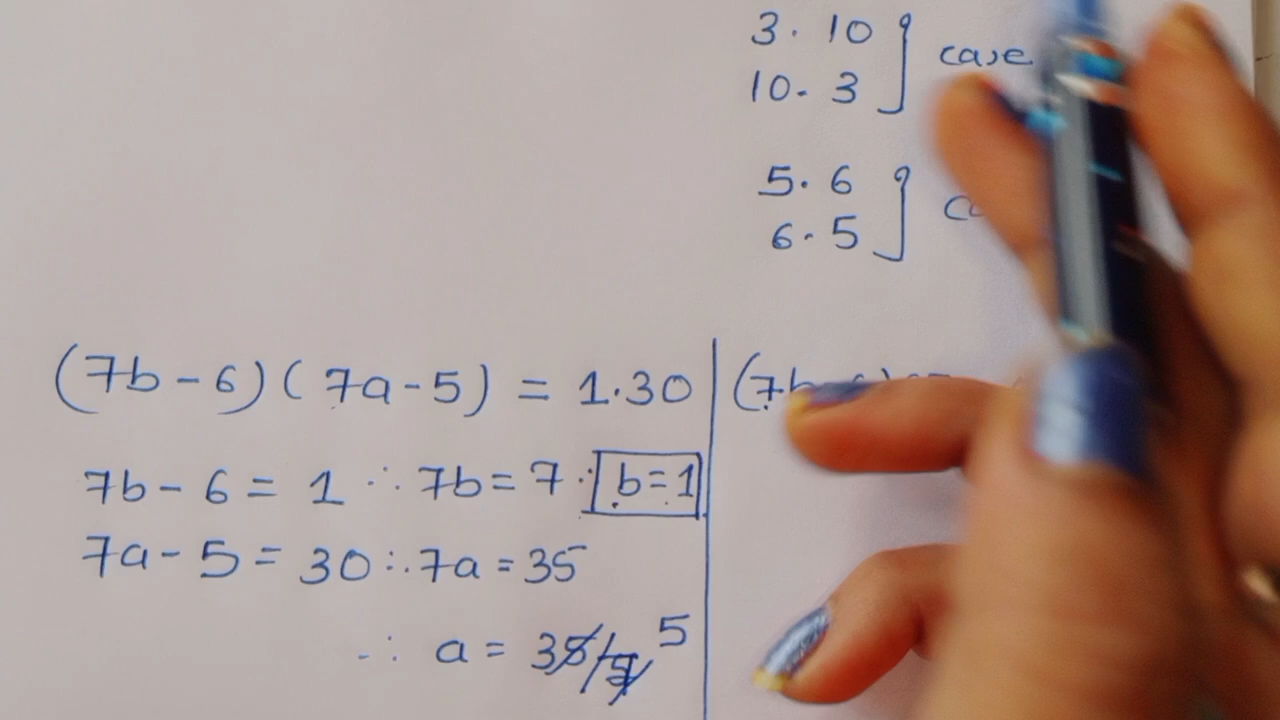 3. 10
10. 3
case
5. 6
6. 5
(7b - 6)(7a - 5) = 1.30
7b - 6 = 1 ∴ 7b = 7 ∴ b = 1
7a - 5 = 30 ∴ 7a = 35
∴ a = 35/7 5
(7b